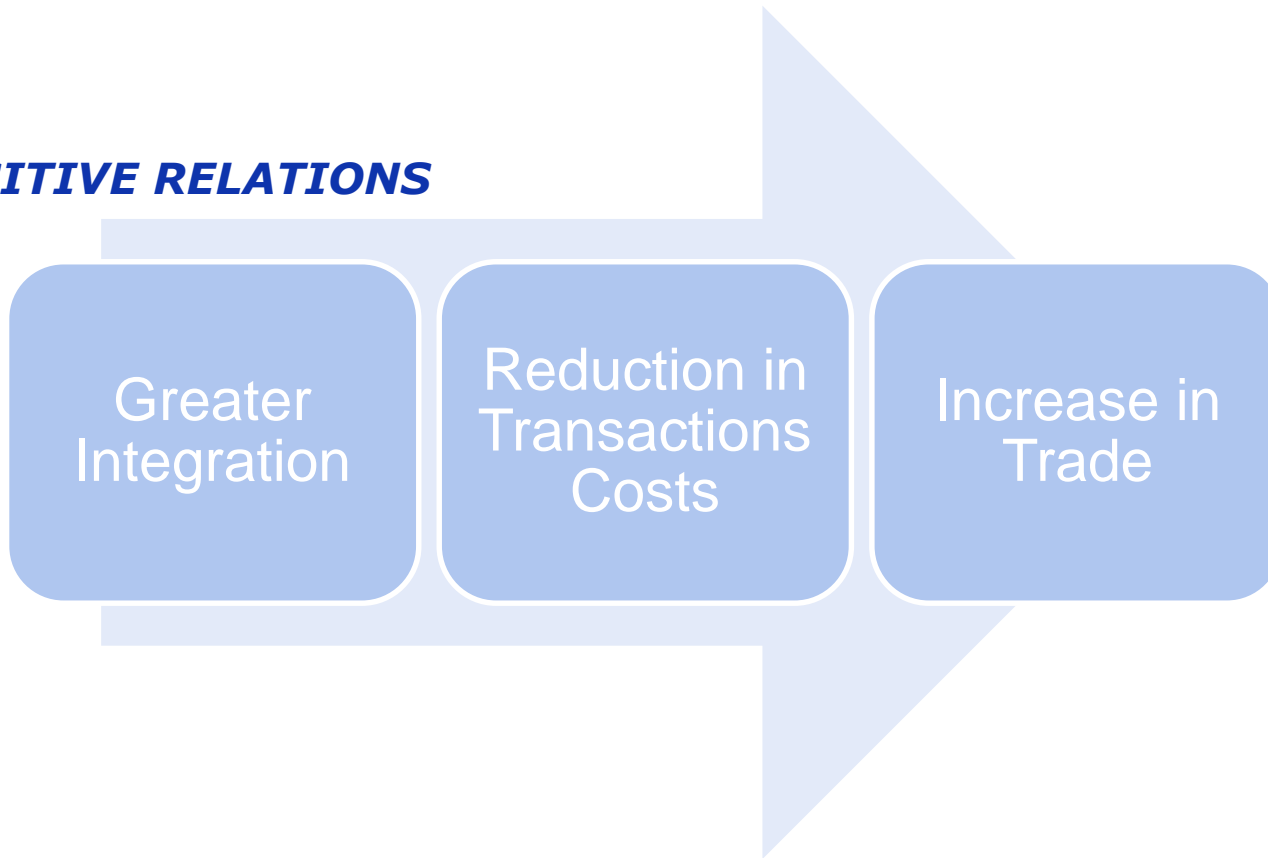 ITIVE RELATIONS
Greater
Integration
Reduction in
Transactions
Costs
Increase in
Trade